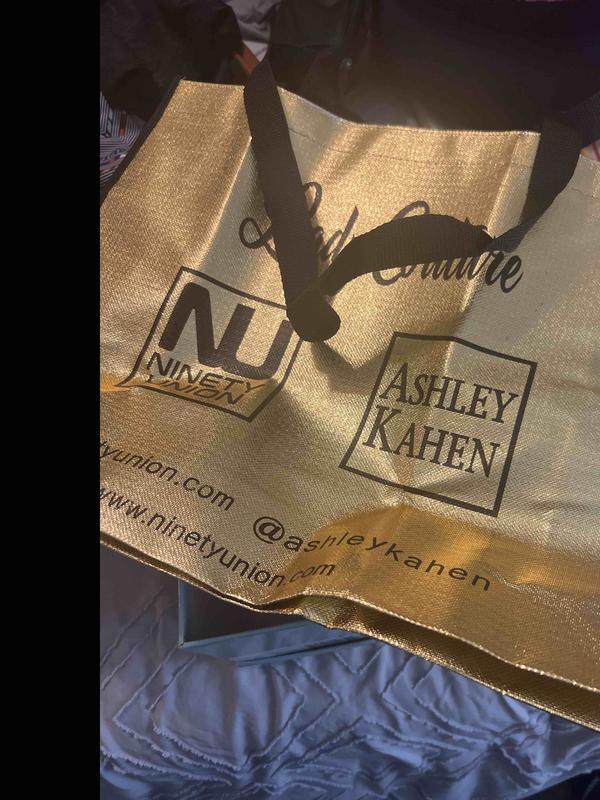 Couture
NU
NINETY
UNION
ASHLEY
KAHEN
tyunion.com
@ashleykahen
www.ninetyunion.com